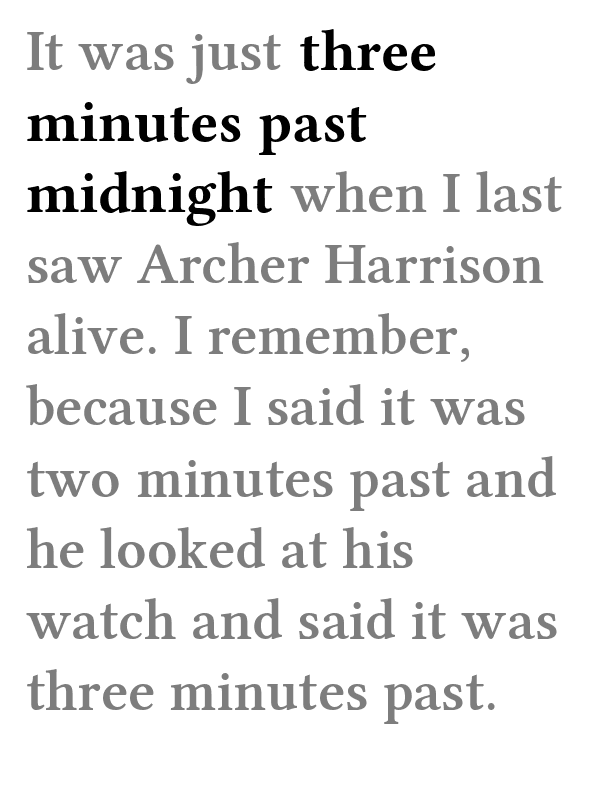 It was just three
minutes past
midnight when I last
saw Archer Harrison
alive. I remember,
because I said it was
two minutes past and
he looked at his
watch and said it was
three minutes past.